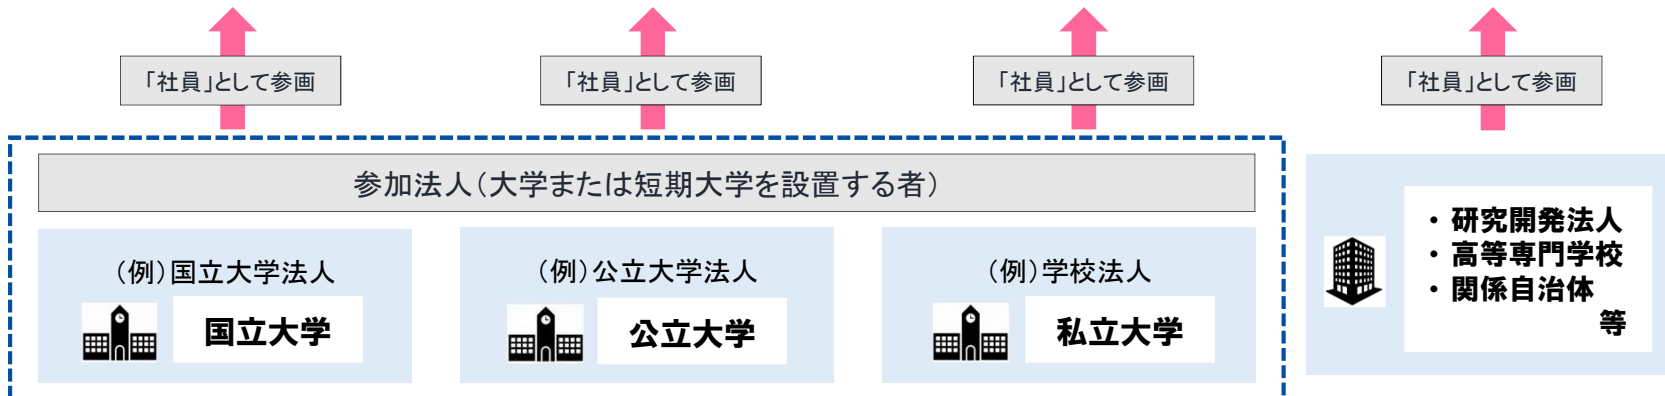 「社員」として参画
「社員」として参画
「社員」として参画
「社員」として参画
参加法人（大学または短期大学を設置する者）
（例）国立大学法人
国立大学
（例）公立大学法人
公立大学
（例）学校法人
私立大学
・ 研究開発法人
・ 高等専門学校
・ 関係自治体
等